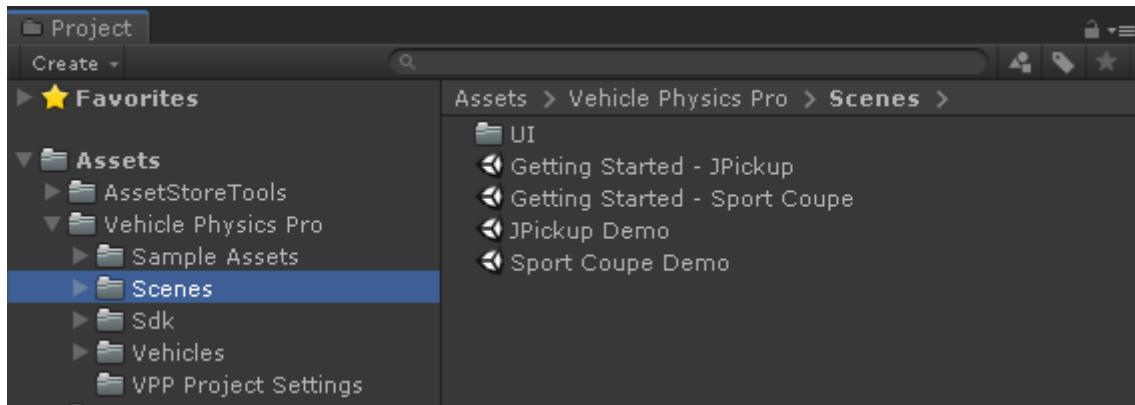 Project
Create
Favorites
Assets
AssetStoreTools
Vehicle Physics Pro
Sample Assets
Scenes
Sdk
Vehicles
VPP Project Settings
Assets > Vehicle Physics Pro > Scenes >
UI
Getting Started - JPickup
Getting Started - Sport Coupe
JPickup Demo
Sport Coupe Demo